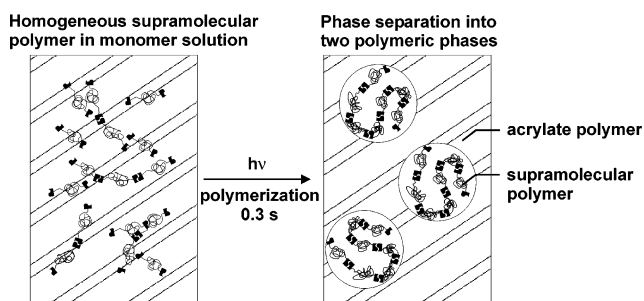 Homogeneous supramolecular
polymer in monomer solution
Phase separation into
two polymeric phases
hν
polymerization
0.3 s
acrylate polymer
supramolecular
polymer